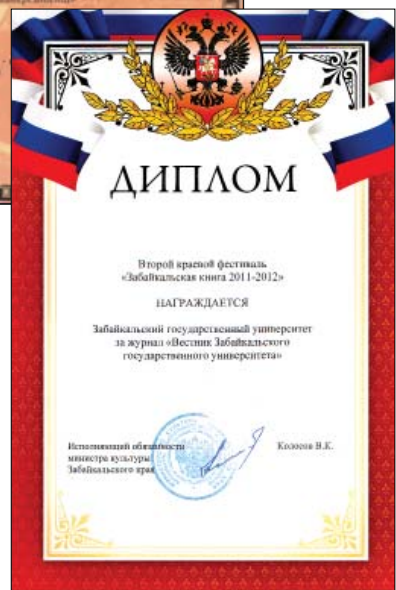 ДИПЛОМ
Второй краевой фестиваль
«Забайкальская книга 2011-2012»
НАГРАЖДАЕТСЯ
Забайкальский государственный университет
за журнал «Вестник Забайкальского
государственного университета»
Исполняющий обязанности
министра культуры
Забайкальского края
Колосов В.К.